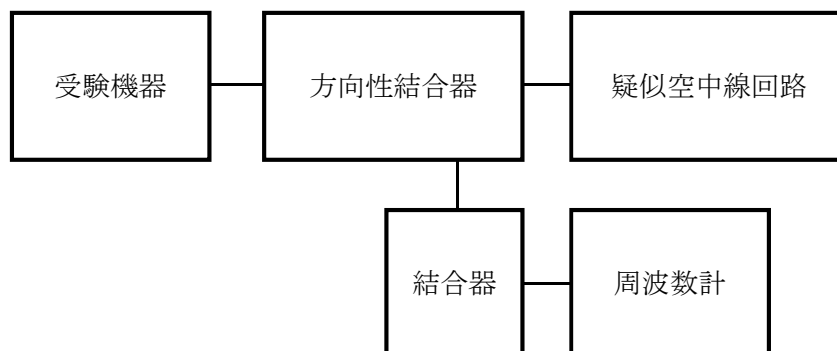 受験機器
方向性結合器
疑似空中線回路
結合器
周波数計